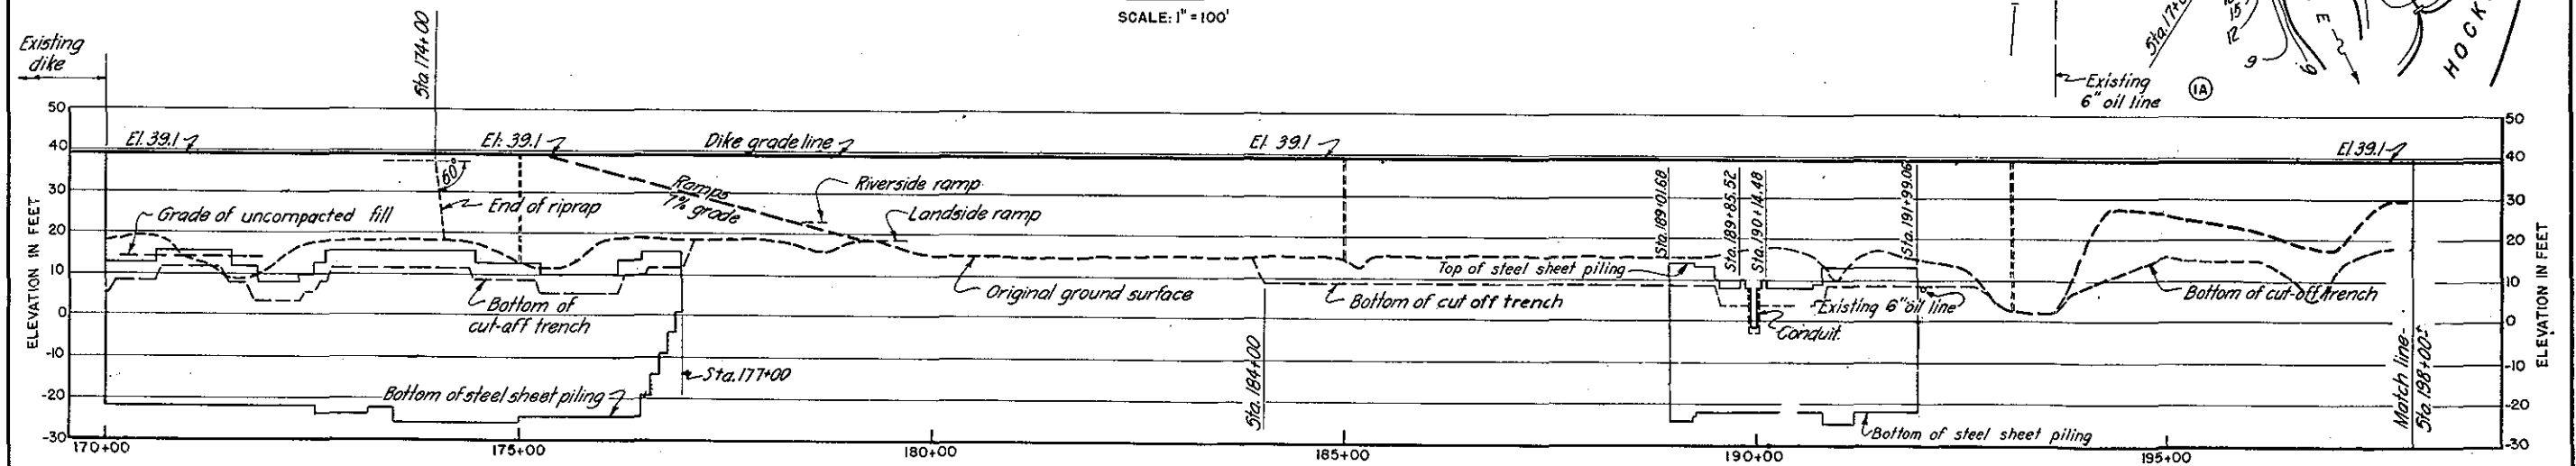 SCALE: 1" = 100'
Sta. 17+0
15
12
9
9
E
HOCK
Existing
6" oil line
1A
Existing
dike
Sta. 174+00
50
40
30
20
10
0
-10
-20
-30
ELEVATION IN FEET
El. 39.1
El. 39.1
Dike grade line
El. 39.1
El 39.1
60°
Ramps
7% grade
Riverside ramp
Landside ramp
Grade of uncompacted fill
End of riprap
Bottom of
cut-off trench
Original ground surface
Sta. 177+00
Bottom of steel sheet piling
Sta. 184+00
Top of steel sheet piling
Bottom of cut off trench
Sta. 189+01.68
Sta. 189+85.52
Sta. 190+14.48
Sta. 191+99.06
Existing 6" oil line
Conduit.
Bottom of steel sheet piling
Bottom of cut-off trench
Match line-
Sta. 198+00±
50
40
30
20
10
0
-10
-20
-30
ELEVATION IN FEET
170+00
175+00
180+00
185+00
190+00
195+00